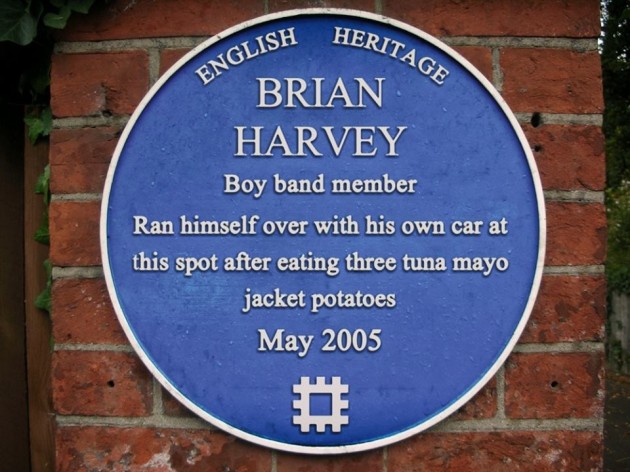 ENGLISH HERITAGE
BRIAN
HARVEY
Boy band member
Ran himself over with his own car at
this spot after eating three tuna mayo
jacket potatoes
May 2005